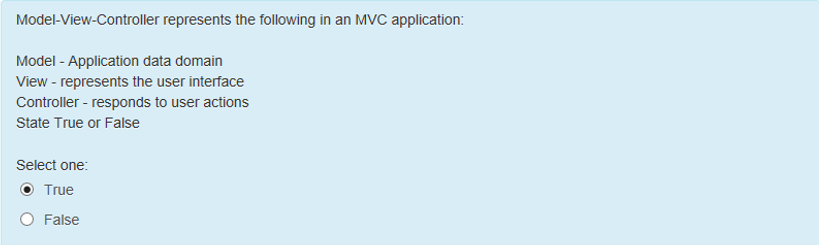 Model-View-Controller represents the following in an MVC application:
Model - Application data domain
View - represents the user interface
Controller - responds to user actions
State True or False
Select one:
True
False